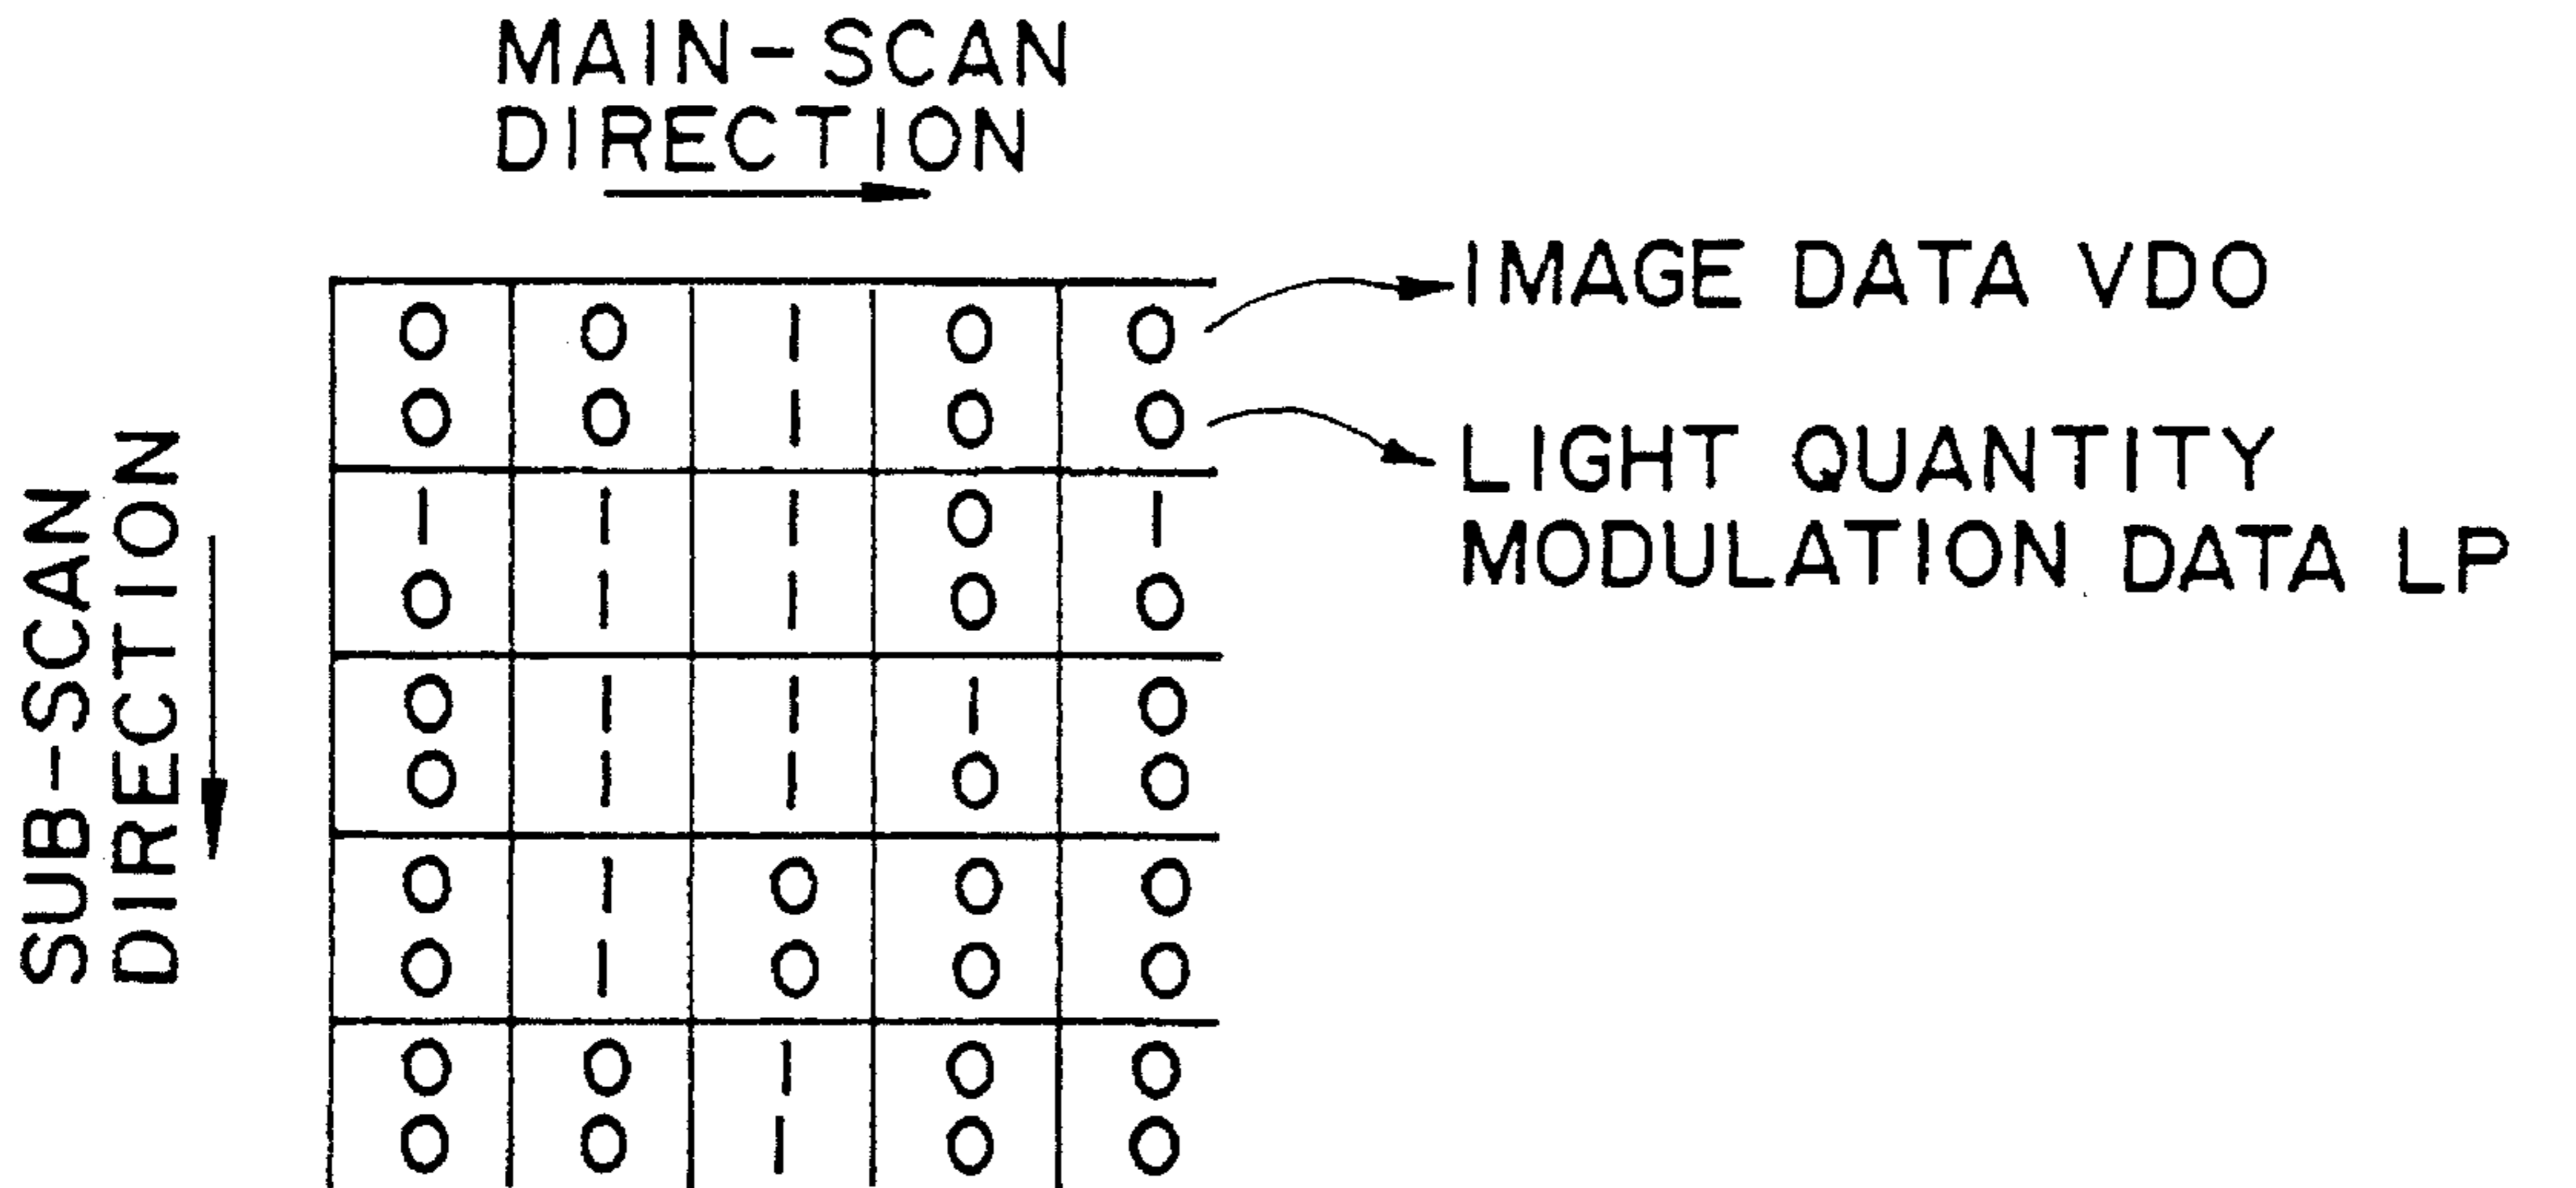 MAIN-SCAN
DIRECTION
IMAGE DATA VDO
LIGHT QUANTITY
MODULATION DATA LP
SUB-SCAN
DIRECTION
0 0 1 0 0
0 0 1 0 0
1 1 1 0 1
0 1 1 0 0
0 1 1 1 0
0 1 1 0 0
0 1 0 0 0
0 1 0 0 0
0 0 1 0 0
0 0 1 0 0